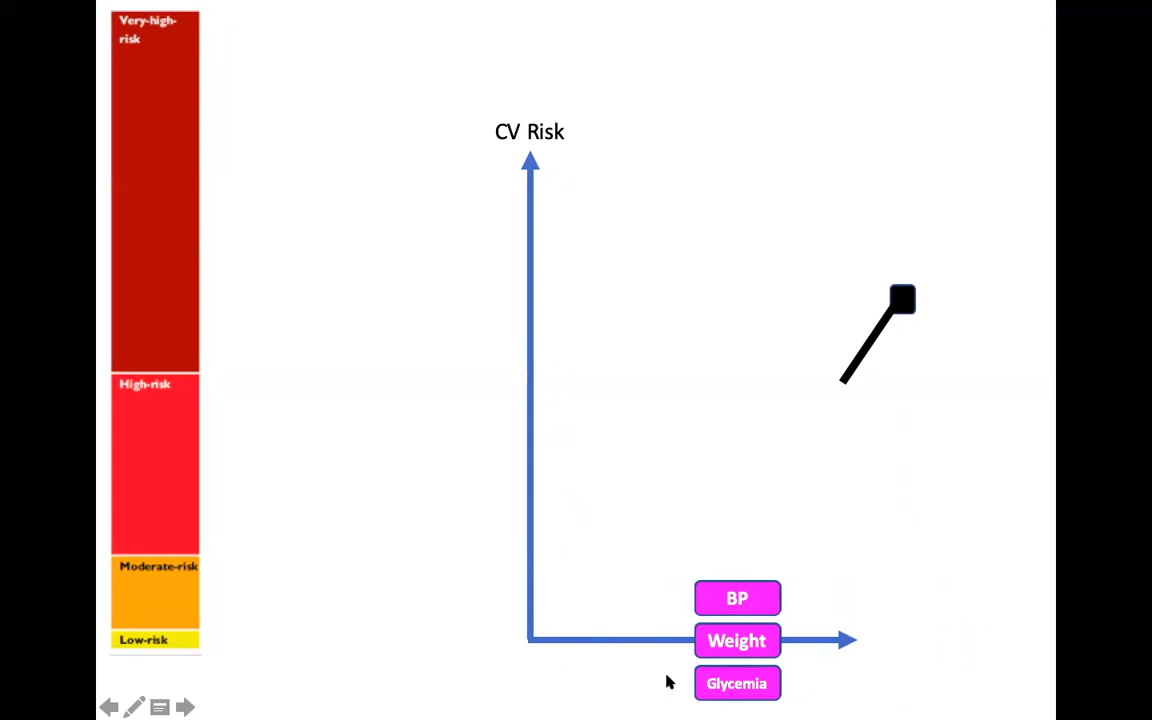 Very-high-
risk
CV Risk
High-risk
Moderate-risk
Low-risk
BP
Weight
Glycemia